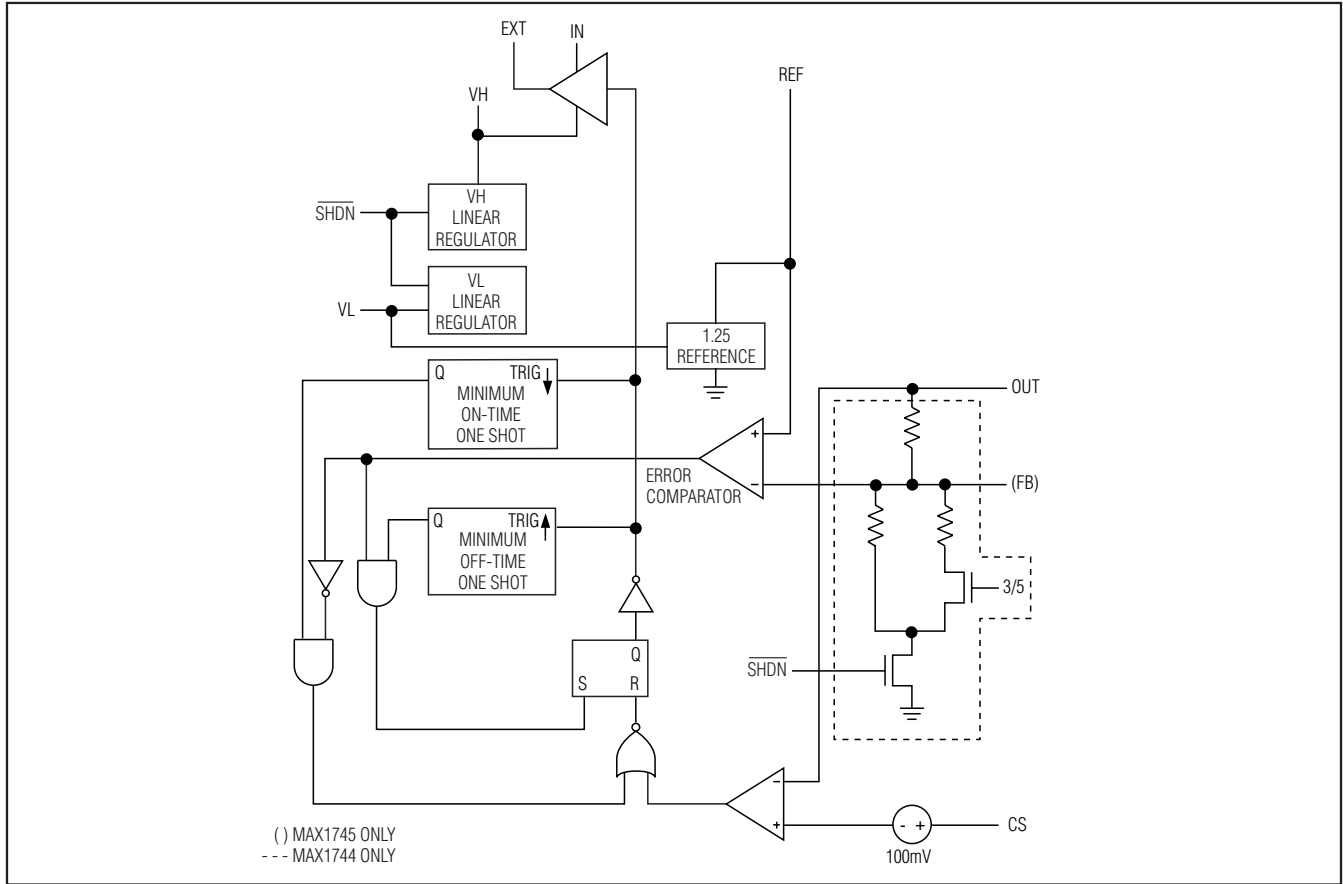 EXT
IN
REF
VH
SHDN
VH
LINEAR
REGULATOR
VL
LINEAR
REGULATOR
VL
1.25
REFERENCE
Q
TRIG
MINIMUM
ON-TIME
ONE SHOT
OUT
+
-
ERROR
COMPARATOR
(FB)
Q
TRIG
MINIMUM
OFF-TIME
ONE SHOT
3/5
Q
S
R
SHDN
-
+
- +
CS
100mV
( ) MAX1745 ONLY
- - - MAX1744 ONLY